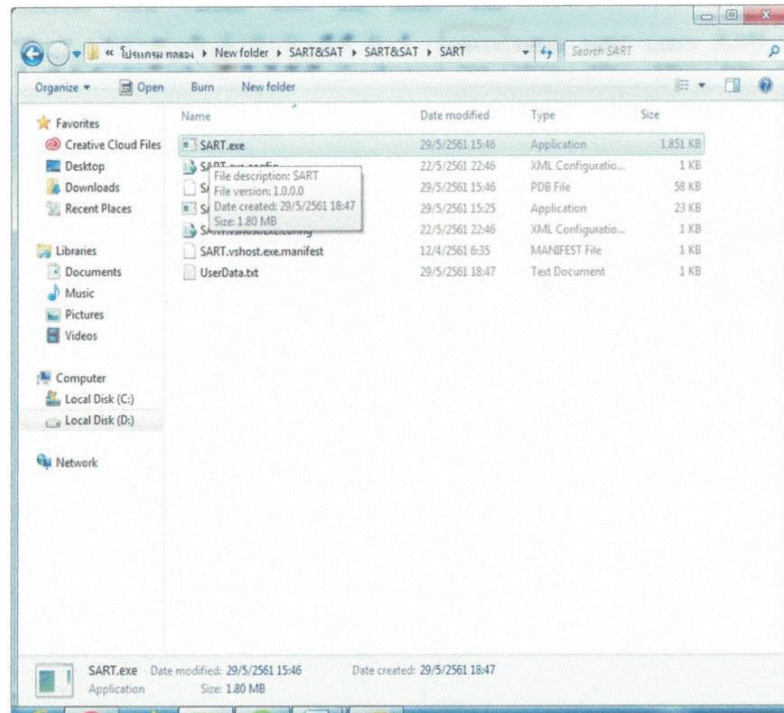 « โปรแกรม ทดลอง ▸ New folder ▸ SART&SAT ▸ SART&SAT ▸ SART
Search SART
Organize
Open
Burn
New folder
Name
Date modified
Type
Size
Favorites
Creative Cloud Files
Desktop
Downloads
Recent Places
Libraries
Documents
Music
Pictures
Videos
Computer
Local Disk (C:)
Local Disk (D:)
Network
SART.exe 29/5/2561 15:46 Application 1,851 KB
22/5/2561 22:46 XML Configuratio... 1 KB
29/5/2561 15:46 PDB File 58 KB
29/5/2561 15:25 Application 23 KB
22/5/2561 22:46 XML Configuratio... 1 KB
SART.vshost.exe.manifest 12/4/2561 6:35 MANIFEST File 1 KB
UserData.txt 29/5/2561 18:47 Text Document 1 KB
File description: SART
File version: 1.0.0.0
Date created: 29/5/2561 18:47
Size: 1.80 MB
SART.exe Date modified: 29/5/2561 15:46 Date created: 29/5/2561 18:47
Application Size: 1.80 MB